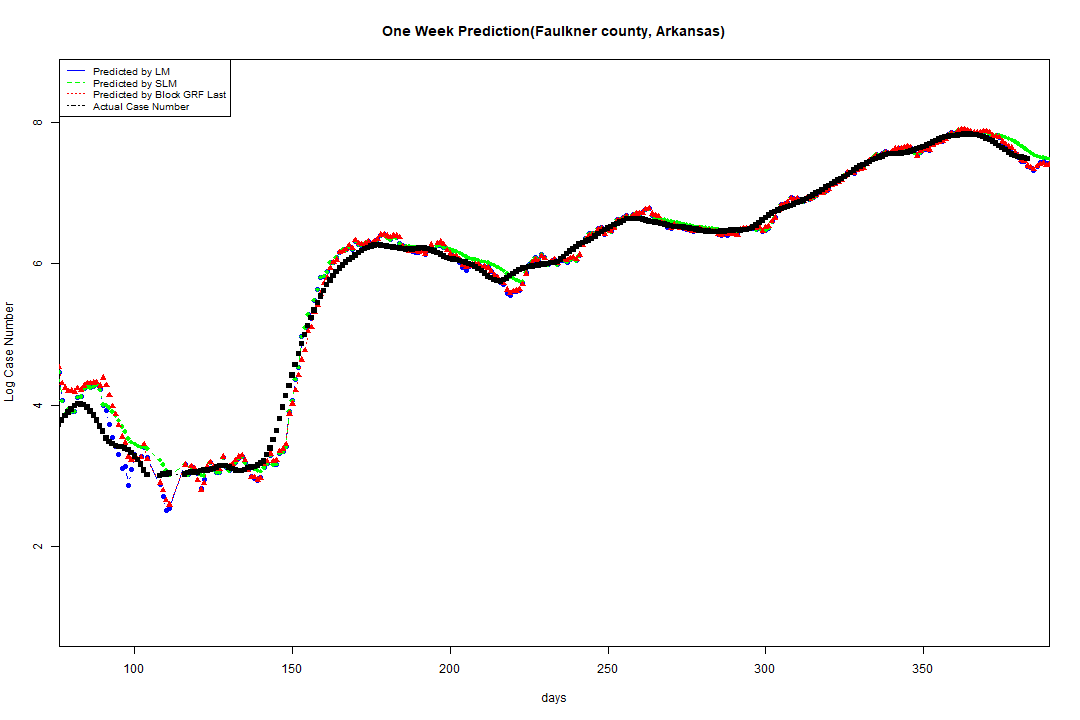 One Week Prediction(Faulkner county, Arkansas)
Predicted by LM
Predicted by SLM
Predicted by Block GRF Last
Actual Case Number
8
6
4
2
Log Case Number
100
150
200
250
300
350
days